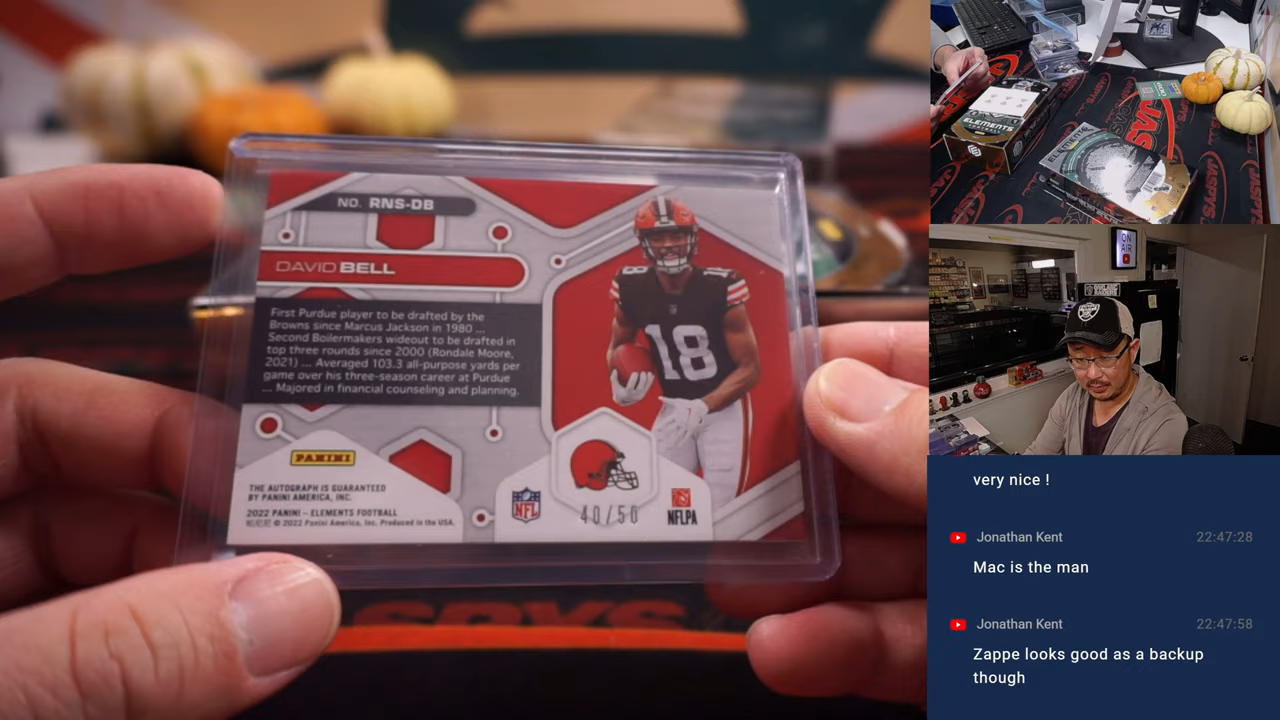 NO. RNS-DB
DAVID BELL
First Purdue player to be drafted by the
Browns since Marcus Jackson in 1980 ...
Second Boilermakers wideout to be drafted in
top three rounds since 2000 (Rondale Moore,
2021) ... Averaged 103.3 all-purpose yards per
game over his three-season career at Purdue
... Majored in financial counseling and planning.
18
18
18
PANINI
THE AUTOGRAPH IS GUARANTEED
BY PANINI AMERICA, INC.
2022 PANINI – ELEMENTS FOOTBALL
© 2022 Panini America, Inc. Produced in the USA.
NFL
40/50
NFLPA
ELEMENTS
JASPYS
ON
AIR
very nice !
Jonathan Kent
22:47:28
Mac is the man
Jonathan Kent
22:47:58
Zappe looks good as a backup
though